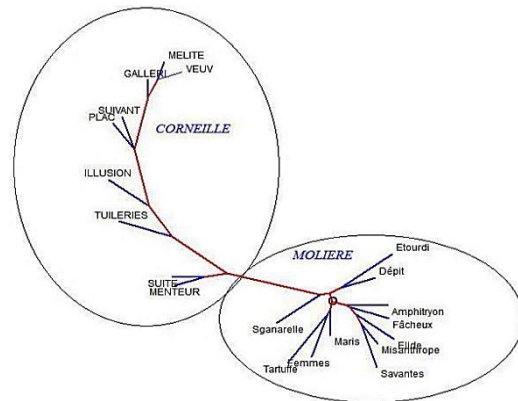 MELITE
GALLERI
VEUV
SUIVANT
PLAC
CORNEILLE
ILLUSION
TUILERIES
SUITE
MENTEUR
MOLIERE
Etourdi
Dépit
Amphitryon
Fâcheux
Sganarelle
Maris
Elide
Misanthrope
Femmes
Tartuffe
Savantes